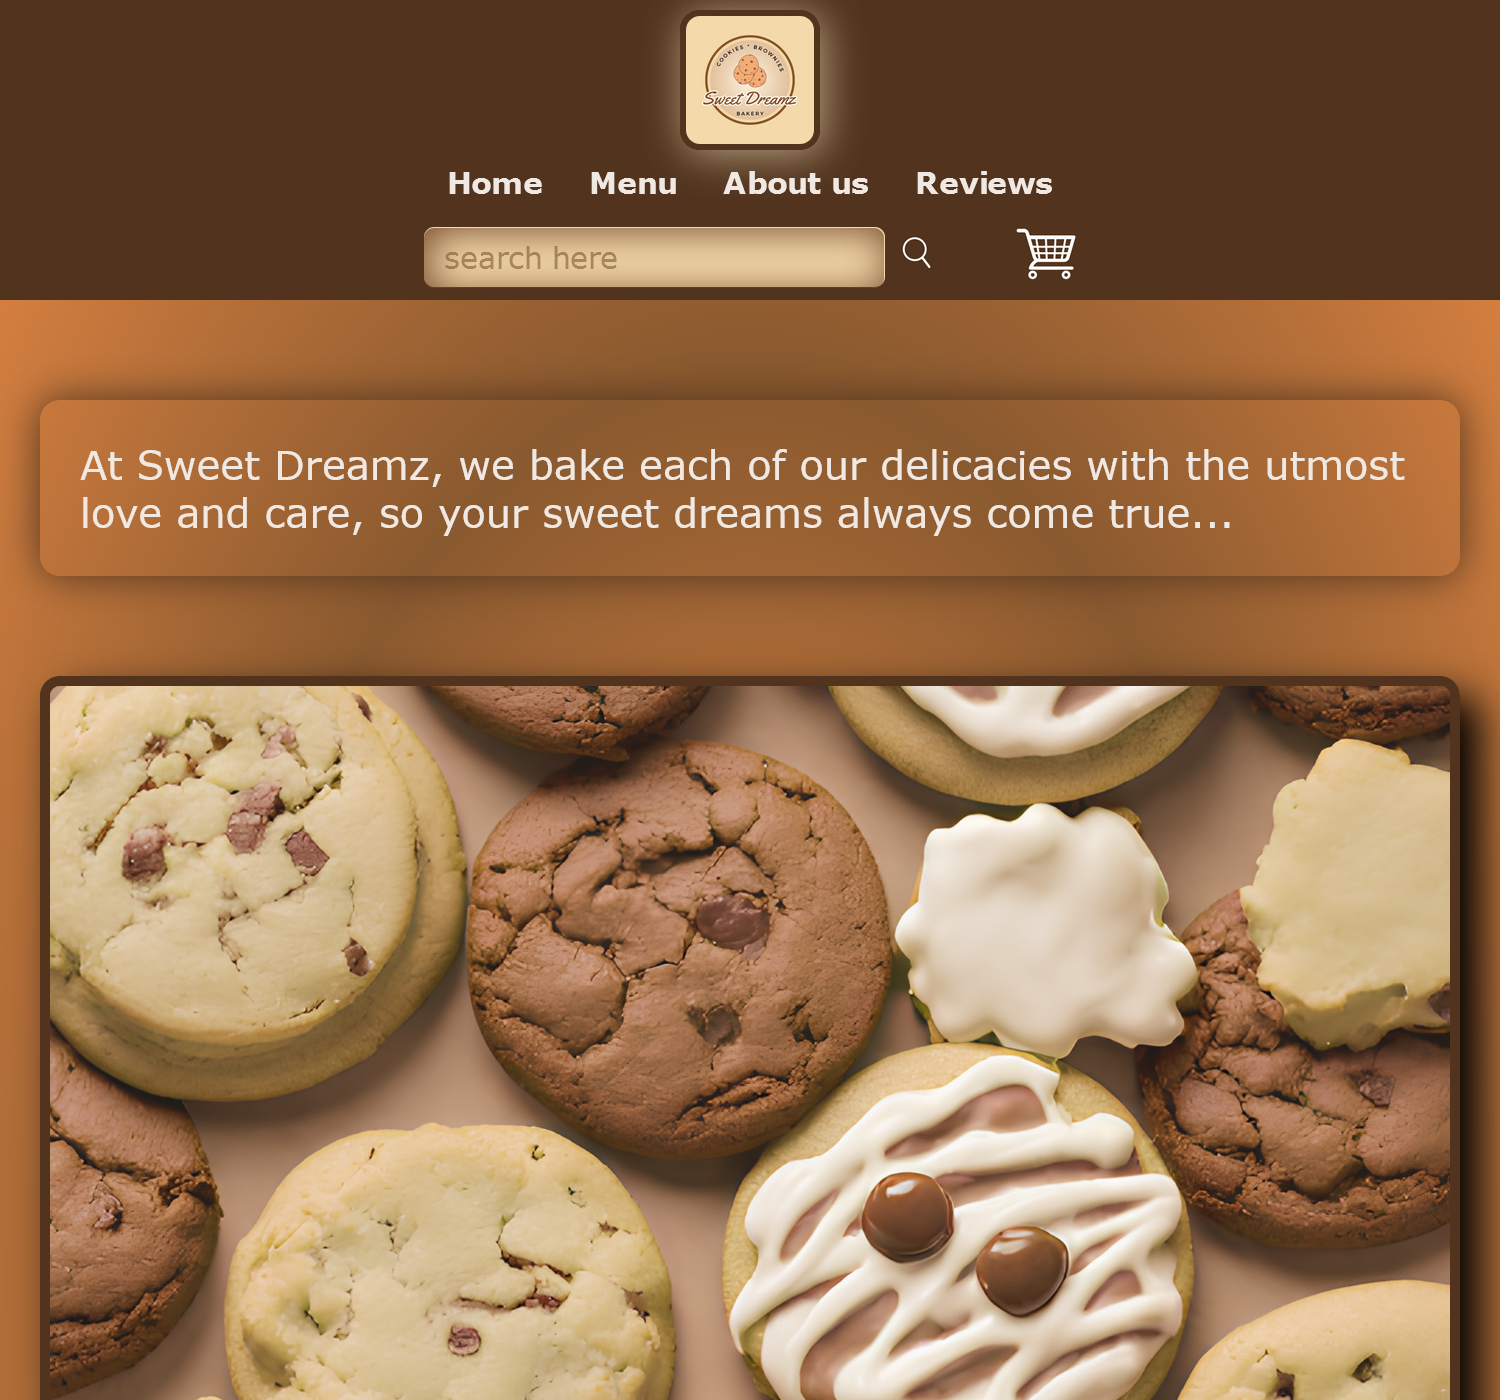 COOKIES • BROWNIES
Sweet Dreamz
BAKERY
Home Menu About us Reviews
search here
At Sweet Dreamz, we bake each of our delicacies with the utmost
love and care, so your sweet dreams always come true...